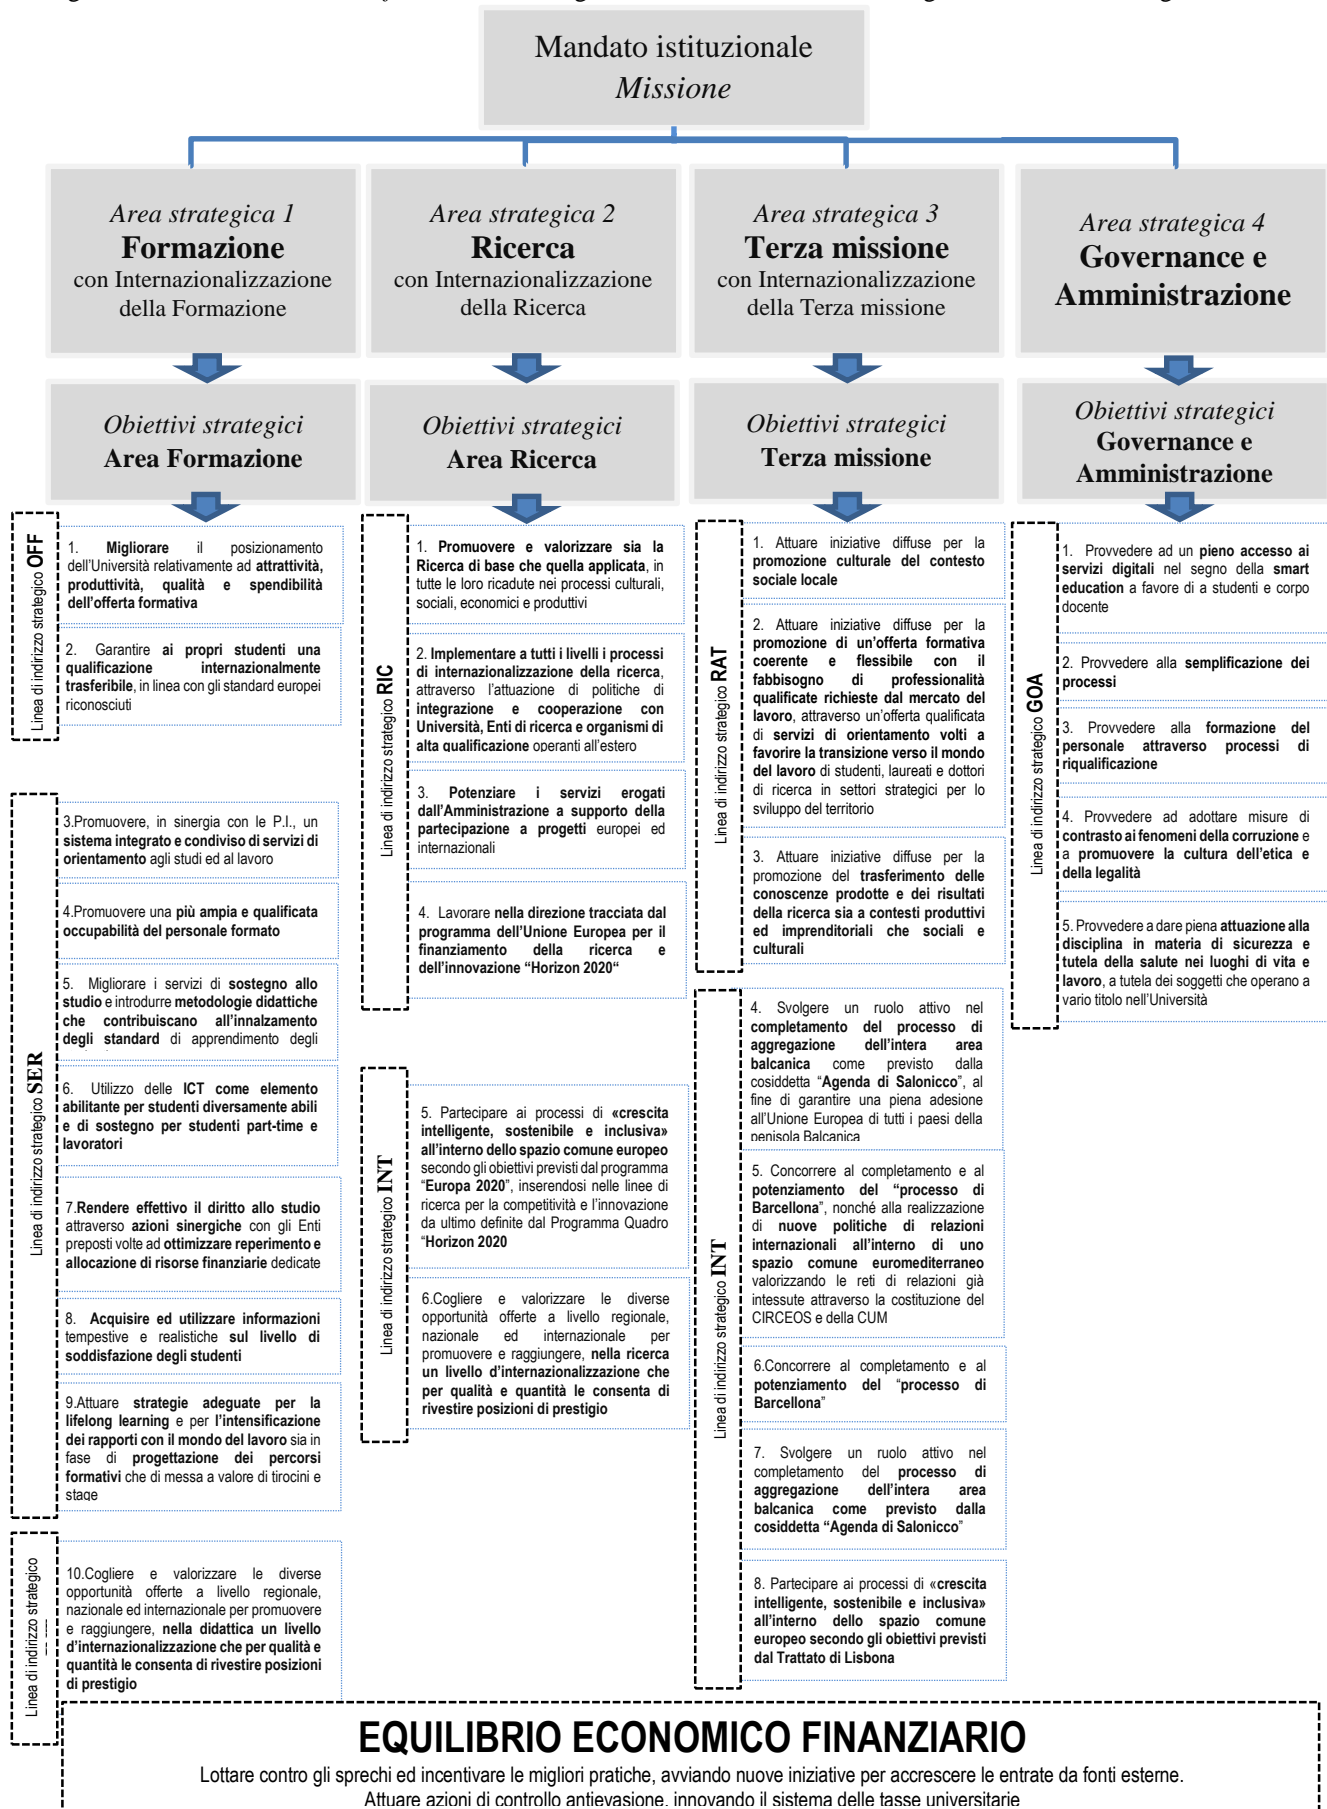 Mandato istituzionale
Missione
Area strategica 1
Formazione
con Internazionalizzazione
della Formazione
Area strategica 2
Ricerca
con Internazionalizzazione
della Ricerca
Area strategica 3
Terza missione
con Internazionalizzazione
della Terza missione
Area strategica 4
Governance e
Amministrazione
Obiettivi strategici
Area Formazione
Obiettivi strategici
Area Ricerca
Obiettivi strategici
Terza missione
Obiettivi strategici
Governance e
Amministrazione
Linea di indirizzo strategico OFF
1. Migliorare il posizionamento
dell'Università relativamente ad attrattività,
produttività, qualità e spendibilità
dell'offerta formativa
2. Garantire ai propri studenti una
qualificazione internazionalmente
trasferibile, in linea con gli standard europei
riconosciuti
Linea di indirizzo strategico SER
3.Promuovere, in sinergia con le P.I., un
sistema integrato e condiviso di servizi di
orientamento agli studi ed al lavoro
4.Promuovere una più ampia e qualificata
occupabilità del personale formato
5. Migliorare i servizi di sostegno allo
studio e introdurre metodologie didattiche
che contribuiscano all'innalzamento
degli standard di apprendimento degli
6. Utilizzo delle ICT come elemento
abilitante per studenti diversamente abili
e di sostegno per studenti part-time e
lavoratori
7.Rendere effettivo il diritto allo studio
attraverso azioni sinergiche con gli Enti
preposti volte ad ottimizzare reperimento e
allocazione di risorse finanziarie dedicate
8. Acquisire ed utilizzare informazioni
tempestive e realistiche sul livello di
soddisfazione degli studenti
9.Attuare strategie adeguate per la
lifelong learning e per l'intensificazione
dei rapporti con il mondo del lavoro sia in
fase di progettazione dei percorsi
formativi che di messa a valore di tirocini e
stage
Linea di indirizzo strategico
10.Cogliere e valorizzare le diverse
opportunità offerte a livello regionale,
nazionale ed internazionale per promuovere
e raggiungere, nella didattica un livello
d'internazionalizzazione che per qualità e
quantità le consenta di rivestire posizioni
di prestigio
Linea di indirizzo strategico RIC
1. Promuovere e valorizzare sia la
Ricerca di base che quella applicata, in
tutte le loro ricadute nei processi culturali,
sociali, economici e produttivi
2. Implementare a tutti i livelli i processi
di internazionalizzazione della ricerca,
attraverso l'attuazione di politiche di
integrazione e cooperazione con
Università, Enti di ricerca e organismi di
alta qualificazione operanti all'estero
3. Potenziare i servizi erogati
dall'Amministrazione a supporto della
partecipazione a progetti europei ed
internazionali
4. Lavorare nella direzione tracciata dal
programma dell'Unione Europea per il
finanziamento della ricerca e
dell'innovazione "Horizon 2020"
Linea di indirizzo strategico INT
5. Partecipare ai processi di «crescita
intelligente, sostenibile e inclusiva»
all'interno dello spazio comune europeo
secondo gli obiettivi previsti dal programma
"Europa 2020", inserendosi nelle linee di
ricerca per la competitività e l'innovazione
da ultimo definite dal Programma Quadro
"Horizon 2020
6.Cogliere e valorizzare le diverse
opportunità offerte a livello regionale,
nazionale ed internazionale per
promuovere e raggiungere, nella ricerca
un livello d'internazionalizzazione che
per qualità e quantità le consenta di
rivestire posizioni di prestigio
Linea di indirizzo strategico RAT
1. Attuare iniziative diffuse per la
promozione culturale del contesto
sociale locale
2. Attuare iniziative diffuse per la
promozione di un'offerta formativa
coerente e flessibile con il
fabbisogno di professionalità
qualificate richieste dal mercato del
lavoro, attraverso un'offerta qualificata
di servizi di orientamento volti a
favorire la transizione verso il mondo
del lavoro di studenti, laureati e dottori
di ricerca in settori strategici per lo
sviluppo del territorio
3. Attuare iniziative diffuse per la
promozione del trasferimento delle
conoscenze prodotte e dei risultati
della ricerca sia a contesti produttivi
ed imprenditoriali che sociali e
culturali
Linea di indirizzo strategico INT
4. Svolgere un ruolo attivo nel
completamento del processo di
aggregazione dell'intera area
balcanica come previsto dalla
cosiddetta "Agenda di Salonicco", al
fine di garantire una piena adesione
all'Unione Europea di tutti i paesi della
penisola Balcanica
5. Concorrere al completamento e al
potenziamento del "processo di
Barcellona", nonché alla realizzazione
di nuove politiche di relazioni
internazionali all'interno di uno
spazio comune euromediterraneo
valorizzando le reti di relazioni già
intessute attraverso la costituzione del
CIRCEOS e della CUM
6.Concorrere al completamento e al
potenziamento del "processo di
Barcellona"
7. Svolgere un ruolo attivo nel
completamento del processo di
aggregazione dell'intera area
balcanica come previsto dalla
cosiddetta "Agenda di Salonicco"
8. Partecipare ai processi di «crescita
intelligente, sostenibile e inclusiva»
all'interno dello spazio comune
europeo secondo gli obiettivi previsti
dal Trattato di Lisbona
Linea di indirizzo strategico GOA
1. Provvedere ad un pieno accesso ai
servizi digitali nel segno della smart
education a favore di a studenti e corpo
docente
2. Provvedere alla semplificazione dei
processi
3. Provvedere alla formazione del
personale attraverso processi di
riqualificazione
4. Provvedere ad adottare misure di
contrasto ai fenomeni della corruzione e
a promuovere la cultura dell'etica e
della legalità
5. Provvedere a dare piena attuazione alla
disciplina in materia di sicurezza e
tutela della salute nei luoghi di vita e
lavoro, a tutela dei soggetti che operano a
vario titolo nell'Università
EQUILIBRIO ECONOMICO FINANZIARIO
Lottare contro gli sprechi ed incentivare le migliori pratiche, avviando nuove iniziative per accrescere le entrate da fonti esterne.
Attuare azioni di controllo antievasione, innovando il sistema delle tasse universitarie